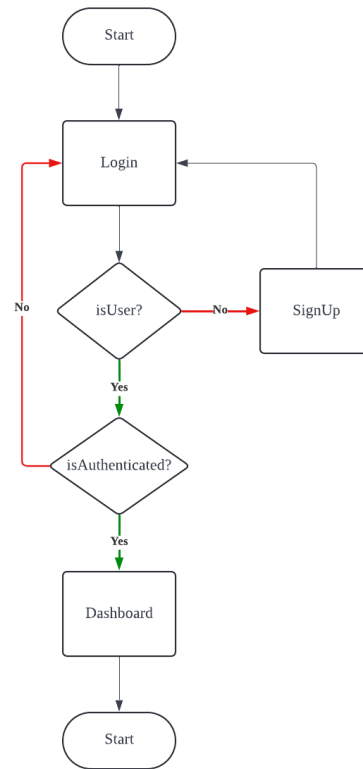 Start
Login
isUser?
No
SignUp
No
Yes
isAuthenticated?
Yes
Dashboard
Start